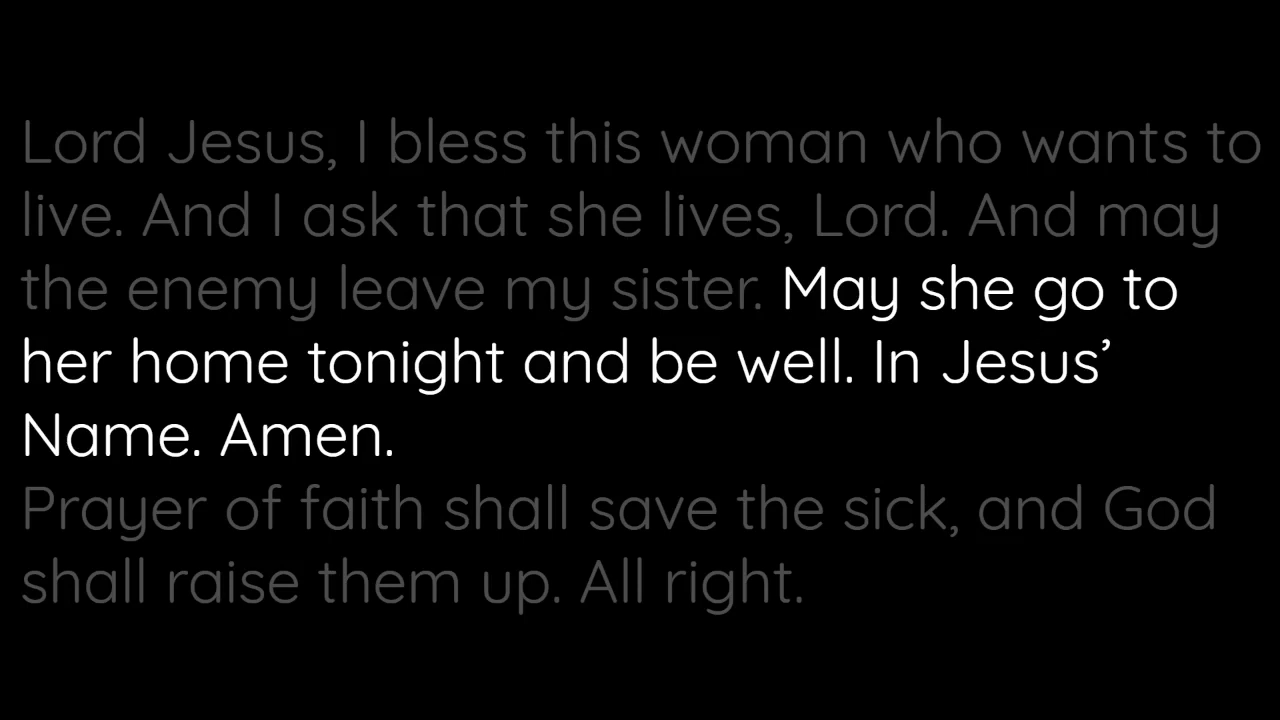 Lord Jesus, I bless this woman who wants to
live. And I ask that she lives, Lord. And may
the enemy leave my sister. May she go to
her home tonight and be well. In Jesus’
Name. Amen.
Prayer of faith shall save the sick, and God
shall raise them up. All right.